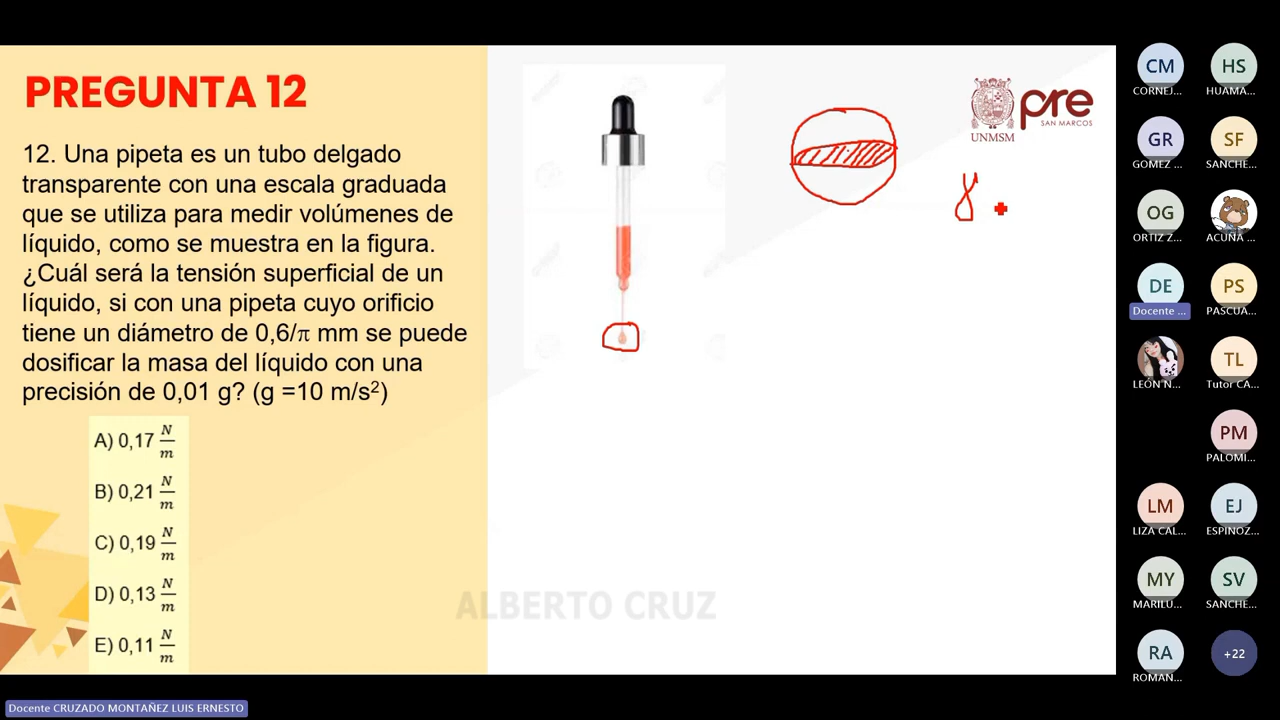 PREGUNTA 12
12. Una pipeta es un tubo delgado
transparente con una escala graduada
que se utiliza para medir volúmenes de
líquido, como se muestra en la figura.
¿Cuál será la tensión superficial de un
líquido, si con una pipeta cuyo orificio
tiene un diámetro de 0,6/π mm se puede
dosificar la masa del líquido con una
precisión de 0,01 g? (g =10 m/s²)
A) 0,17 N/m
B) 0,21 N/m
C) 0,19 N/m
D) 0,13 N/m
E) 0,11 N/m
UNMSM
pre
SAN MARCOS
γ
ALBERTO CRUZ
CM
CORNEJ...
HS
HUAMA...
GR
GOMEZ ...
SF
SANCHE...
OG
ORTIZ Z...
ACUÑA ...
DE
Docente ...
PS
PASCUA...
LEÓN N...
TL
Tutor CA...
PM
PALOMI...
LM
LIZA CAL...
EJ
ESPINOZ...
MY
MARILU...
SV
SANCHE...
RA
ROMAN...
+22
Docente CRUZADO MONTAÑEZ LUIS ERNESTO